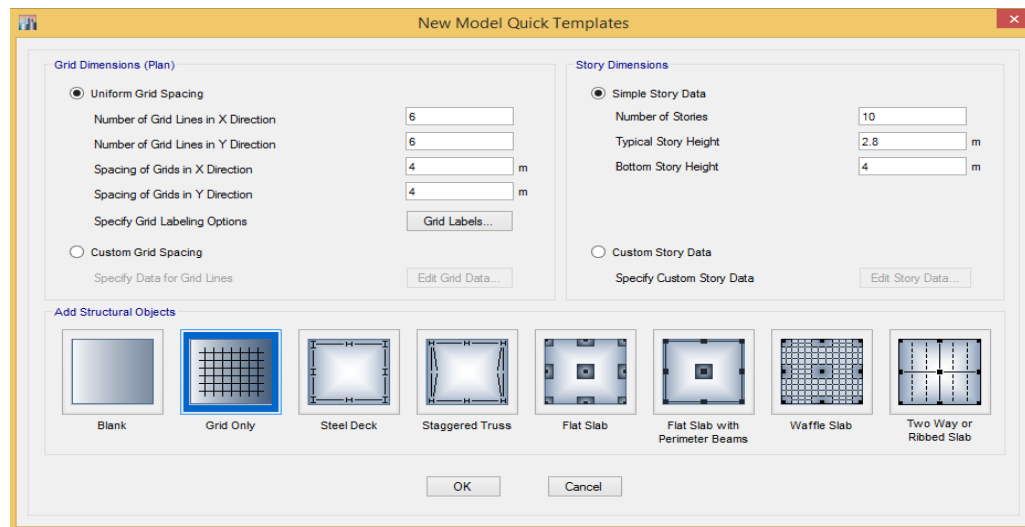 New Model Quick Templates
Grid Dimensions (Plan)
Uniform Grid Spacing
Number of Grid Lines in X Direction 6
Number of Grid Lines in Y Direction 6
Spacing of Grids in X Direction 4 m
Spacing of Grids in Y Direction 4 m
Specify Grid Labeling Options Grid Labels...
Custom Grid Spacing
Specify Data for Grid Lines Edit Grid Data...
Story Dimensions
Simple Story Data
Number of Stories 10
Typical Story Height 2.8 m
Bottom Story Height 4 m
Custom Story Data
Specify Custom Story Data Edit Story Data...
Add Structural Objects
Blank
Grid Only
Steel Deck
Staggered Truss
Flat Slab
Flat Slab with
Perimeter Beams
Waffle Slab
Two Way or
Ribbed Slab
OK Cancel